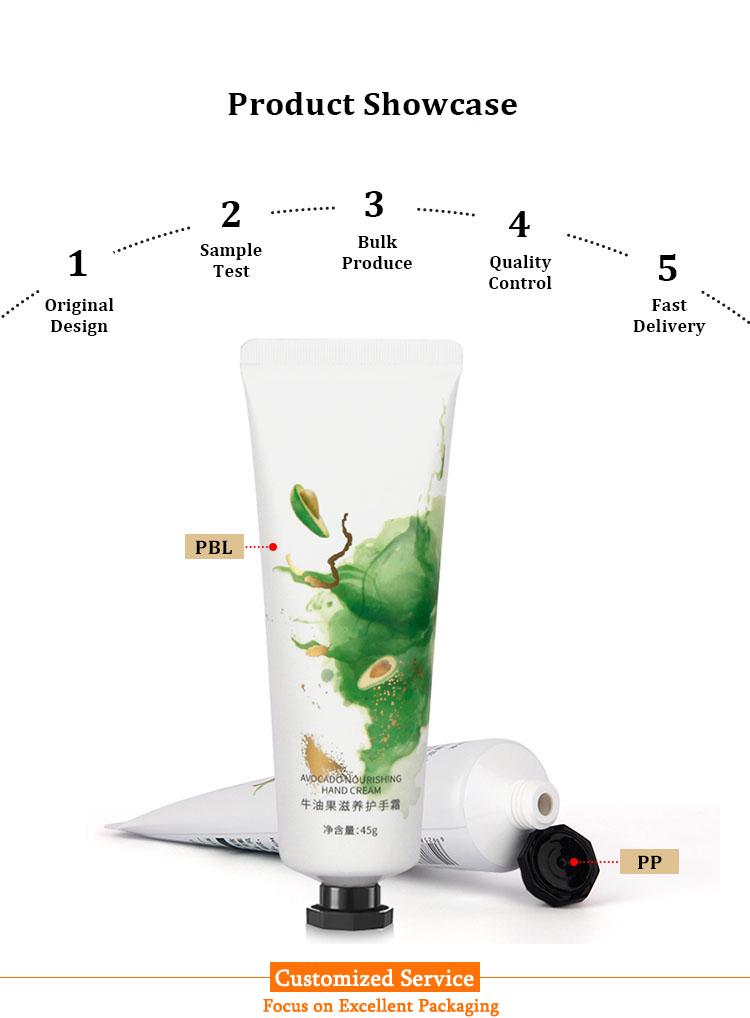 Product Showcase
1
Original
Design
2
Sample
Test
3
Bulk
Produce
4
Quality
Control
5
Fast
Delivery
PBL
AVOCADO NOURISHING
HAND CREAM
牛油果滋养护手霜
净含量:45g
PP
Customized Service
Focus on Excellent Packaging